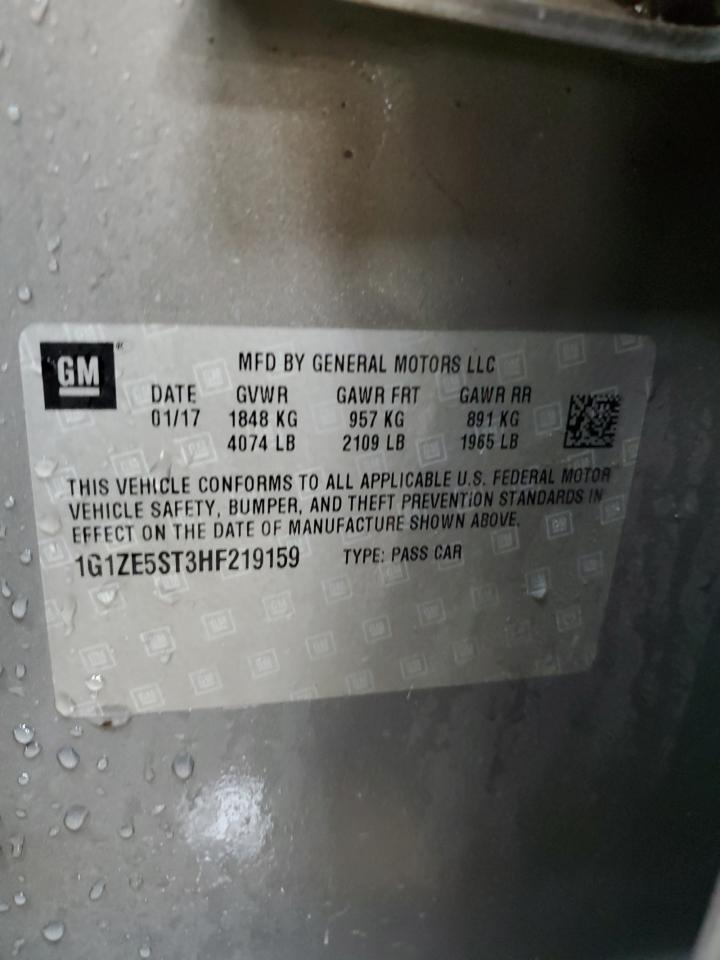 GM
MFD BY GENERAL MOTORS LLC
DATE GVWR GAWR FRT GAWR RR
01/17 1848 KG 957 KG 891 KG
4074 LB 2109 LB 1965 LB
THIS VEHICLE CONFORMS TO ALL APPLICABLE U.S. FEDERAL MOTOR
VEHICLE SAFETY, BUMPER, AND THEFT PREVENTION STANDARDS IN
EFFECT ON THE DATE OF MANUFACTURE SHOWN ABOVE.
1G1ZE5ST3HF219159 TYPE: PASS CAR